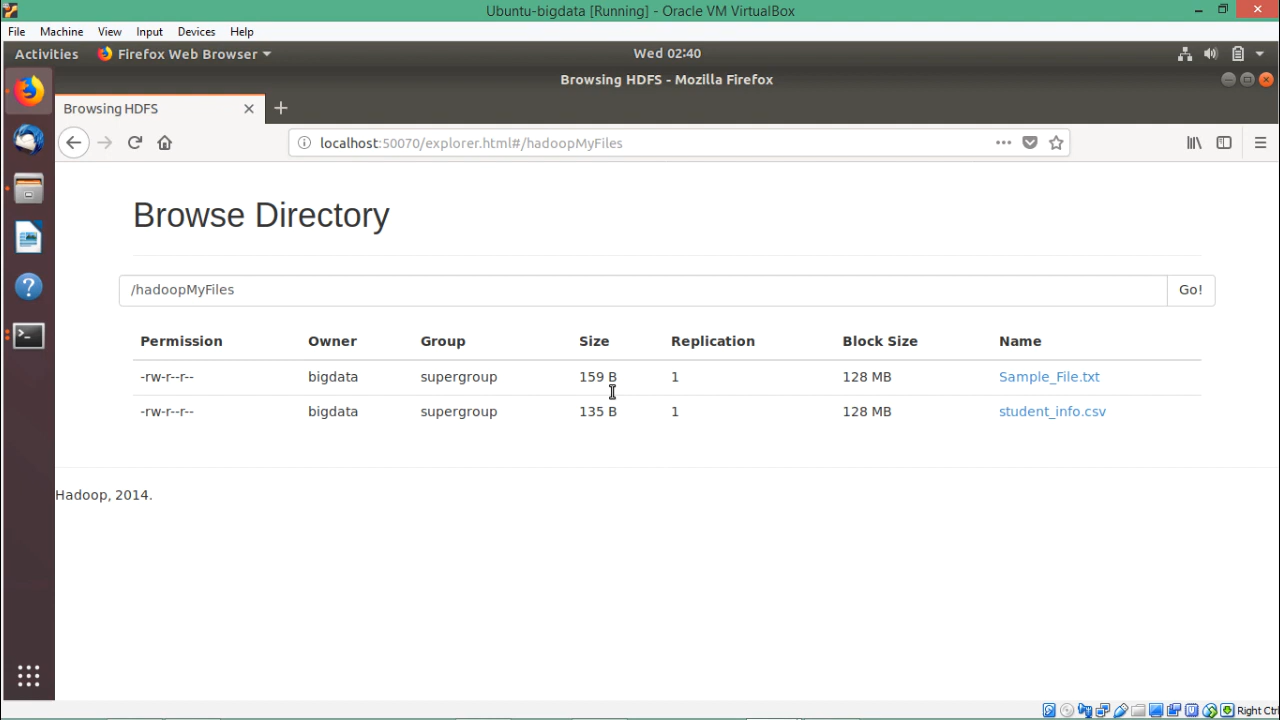 Ubuntu-bigdata [Running] - Oracle VM VirtualBox
File Machine View Input Devices Help
Activities Firefox Web Browser Wed 02:40
Browsing HDFS - Mozilla Firefox
Browsing HDFS
localhost:50070/explorer.html#/hadoopMyFiles
Browse Directory
/hadoopMyFiles Go!
Permission Owner Group Size Replication Block Size Name
-rw-r--r-- bigdata supergroup 159 B 1 128 MB Sample_File.txt
-rw-r--r-- bigdata supergroup 135 B 1 128 MB student_info.csv
Hadoop, 2014.
Right Ctrl